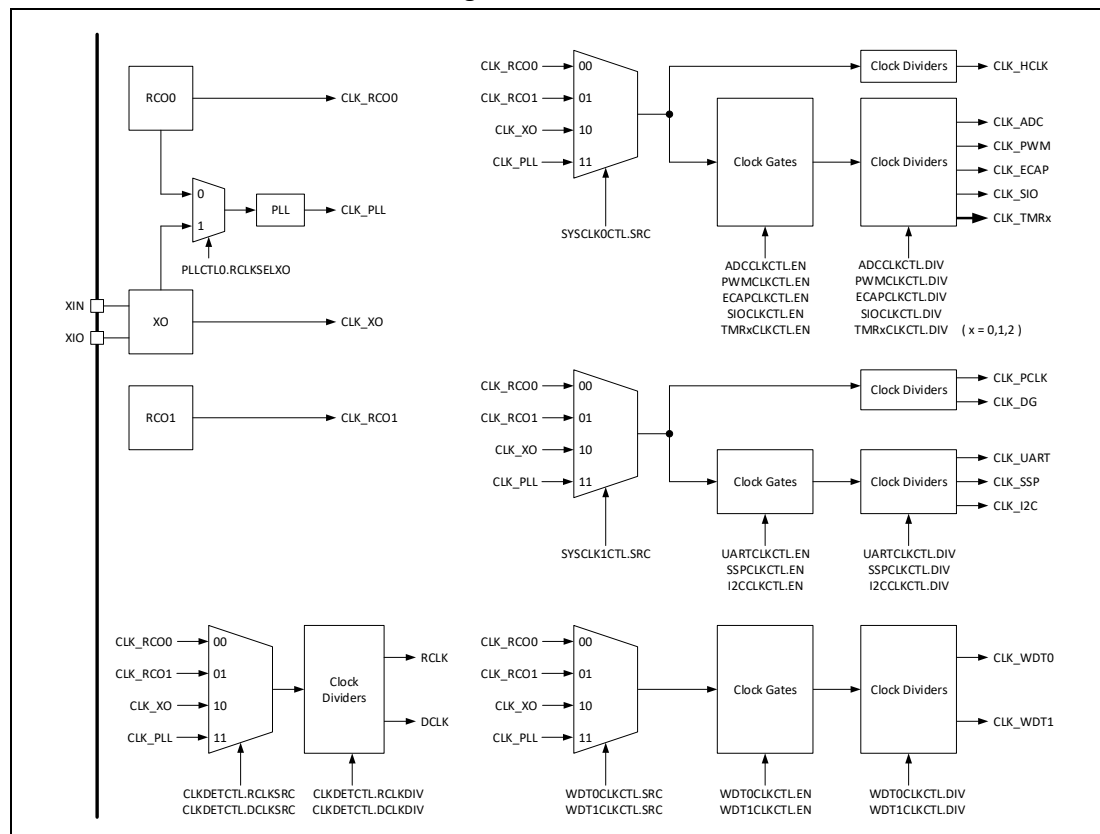 RCO0
CLK_RCO0
0
1
PLL
CLK_PLL
PLLCTL0.RCLKSELXO
XIN
XIO
XO
CLK_XO
RCO1
CLK_RCO1
CLK_RCO0
CLK_RCO1
CLK_XO
CLK_PLL
00
01
10
11
SYSCLK0CTL.SRC
Clock Dividers
CLK_HCLK
Clock Gates
Clock Dividers
CLK_ADC
CLK_PWM
CLK_ECAP
CLK_SIO
CLK_TMRx
ADCCLKCTL.EN
PWMCLKCTL.EN
ECAPCLKCTL.EN
SIOCLKCTL.EN
TMRxCLKCTL.EN
ADCCLKCTL.DIV
PWMCLKCTL.DIV
ECAPCLKCTL.DIV
SIOCLKCTL.DIV
TMRxCLKCTL.DIV ( x = 0,1,2 )
CLK_RCO0
CLK_RCO1
CLK_XO
CLK_PLL
00
01
10
11
SYSCLK1CTL.SRC
Clock Dividers
CLK_PCLK
CLK_DG
Clock Gates
Clock Dividers
CLK_UART
CLK_SSP
CLK_I2C
UARTCLKCTL.EN
SSPCLKCTL.EN
I2CCLKCTL.EN
UARTCLKCTL.DIV
SSPCLKCTL.DIV
I2CCLKCTL.DIV
CLK_RCO0
CLK_RCO1
CLK_XO
CLK_PLL
00
01
10
11
Clock
Dividers
RCLK
DCLK
CLKDETCTL.RCLKSRC
CLKDETCTL.DCLKSRC
CLKDETCTL.RCLKDIV
CLKDETCTL.DCLKDIV
CLK_RCO0
CLK_RCO1
CLK_XO
CLK_PLL
00
01
10
11
Clock Gates
Clock Dividers
CLK_WDT0
CLK_WDT1
WDT0CLKCTL.SRC
WDT1CLKCTL.SRC
WDT0CLKCTL.EN
WDT1CLKCTL.EN
WDT0CLKCTL.DIV
WDT1CLKCTL.DIV